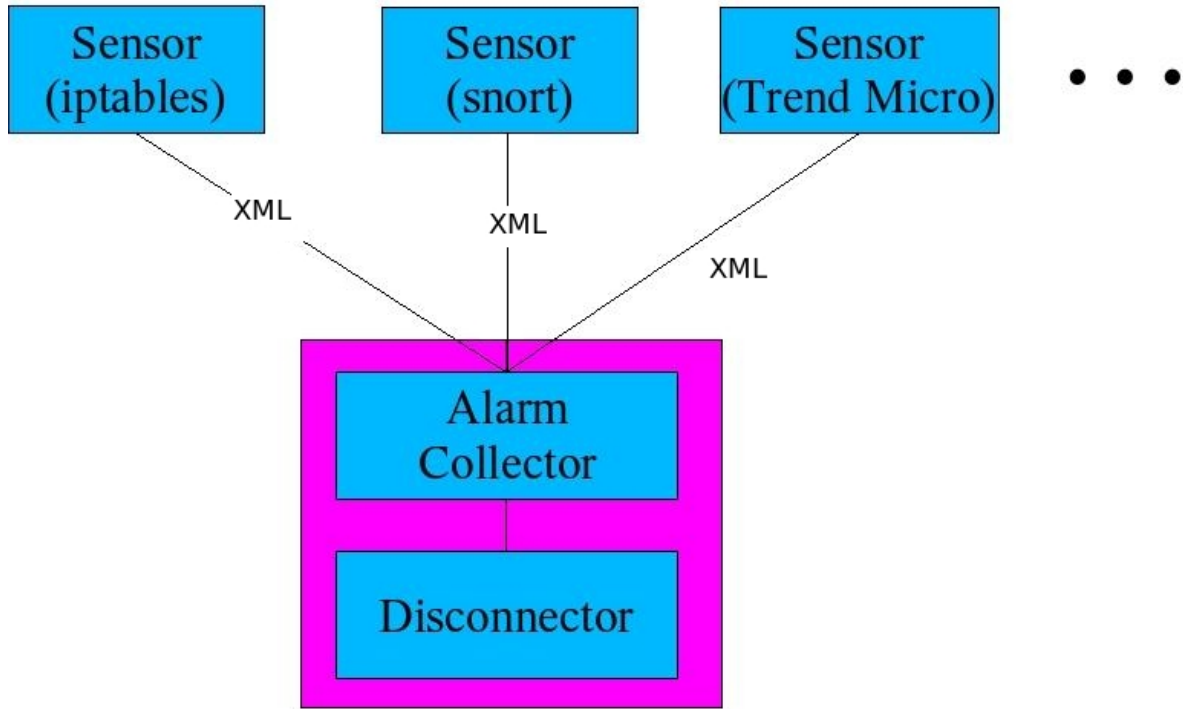 Sensor
(iptables)
Sensor
(snort)
Sensor
(Trend Micro)
• • •
XML
XML
XML
Alarm
Collector
Disconnector